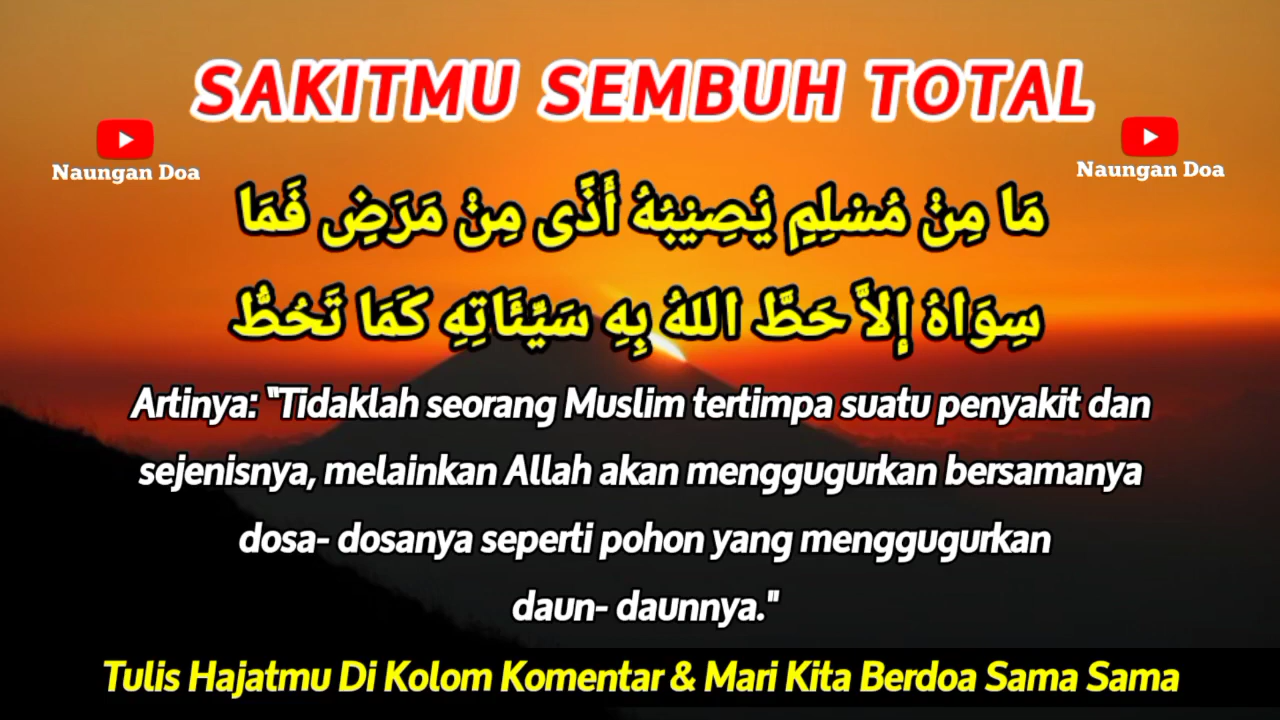 SAKITMU SEMBUH TOTAL
Naungan Doa
Naungan Doa
مَا مِنْ مُسْلِمٍ يُصِيْبُهُ أَذًى مِنْ مَرَضٍ فَمَا
سِوَاهُ إِلاَّ حَطَّ اللهُ بِهِ سَيِّئَاتِهِ كَمَا تَحُطُّ
Artinya: "Tidaklah seorang Muslim tertimpa suatu penyakit dan
sejenisnya, melainkan Allah akan menggugurkan bersamanya
dosa- dosanya seperti pohon yang menggugurkan
daun- daunnya."
Tulis Hajatmu Di Kolom Komentar & Mari Kita Berdoa Sama Sama